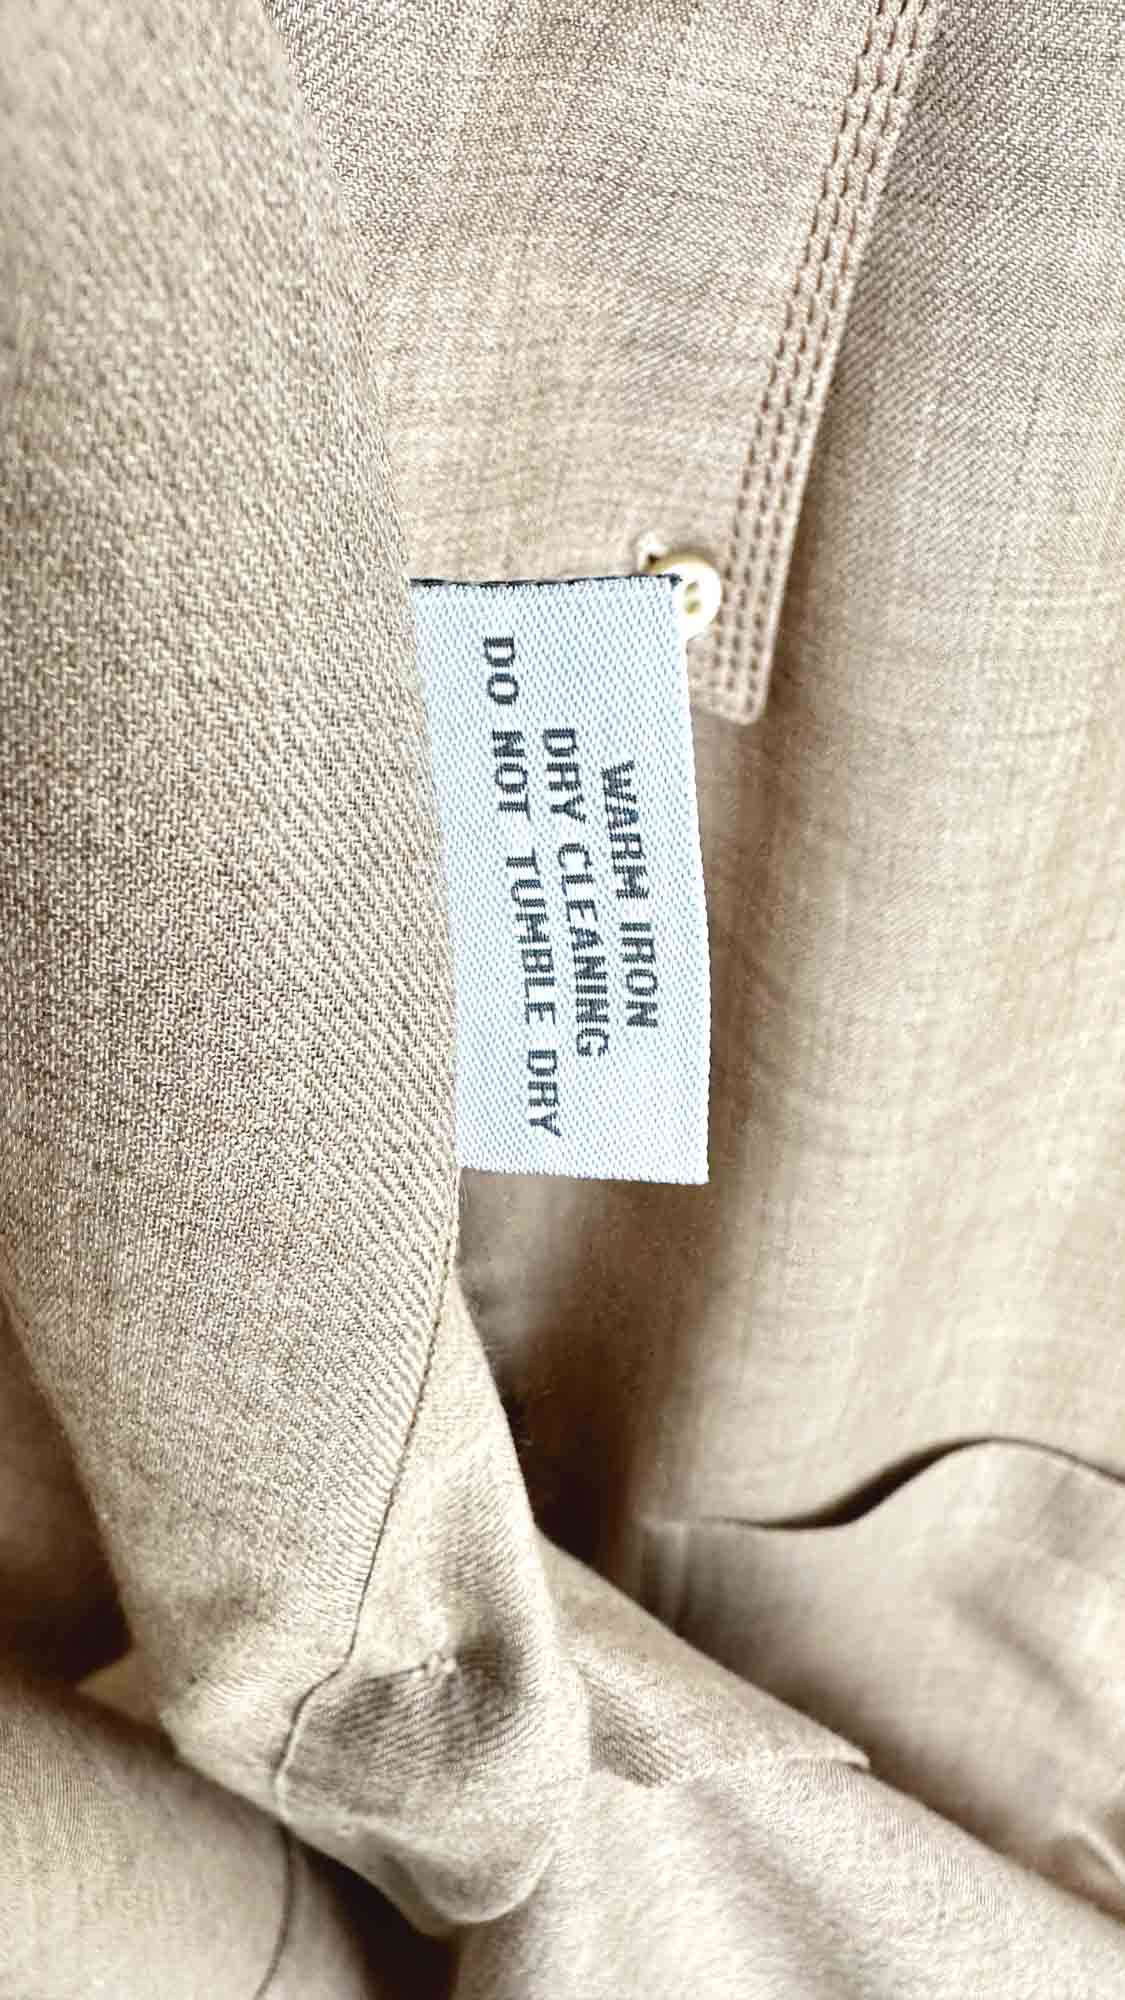 WARM IRON
DRY CLEANING
DO NOT TUMBLE DRY